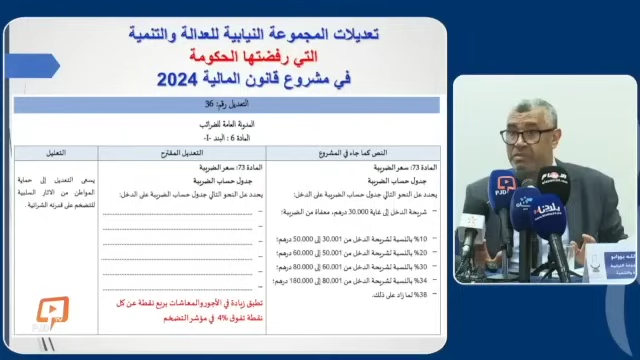 تعديلات المجموعة النيابية للعدالة والتنمية
التي رفضتها الحكومة
في مشروع قانون المالية 2024
التعديل رقم: 36
المدونة العامة للضرائب
المادة 6 : البند -I-
النص كما جاء في المشروع
المادة 73: سعر الضريبة
جدول حساب الضريبة
يحدد على النحو التالي جدول حساب الضريبة على الدخل:
– شريحة الدخل إلى غاية 30.000 درهم، معفاة من الضريبة؛
– 10% بالنسبة لشريحة الدخل من 30.001 إلى 50.000 درهم؛
– 20% بالنسبة لشريحة الدخل من 50.001 إلى 60.000 درهم؛
– 30% بالنسبة لشريحة الدخل من 60.001 إلى 80.000 درهم؛
– 34% بالنسبة لشريحة الدخل من 80.001 إلى 180.000 درهم؛
– 38% لما زاد على ذلك.
التعديل المقترح
المادة 73: سعر الضريبة
جدول حساب الضريبة
يحدد عل النحو التالي جدول حساب الضريبة على الدخل:
تطبق زيادة في الأجور والمعاشات بربع نقطة عن كل
نقطة تفوق 4% في مؤشر التضخم
التعليل
يسعى التعديل إلى حماية
المواطن من الآثار السلبية
للتضخم على قدرته الشرائية.
PJD
PJD